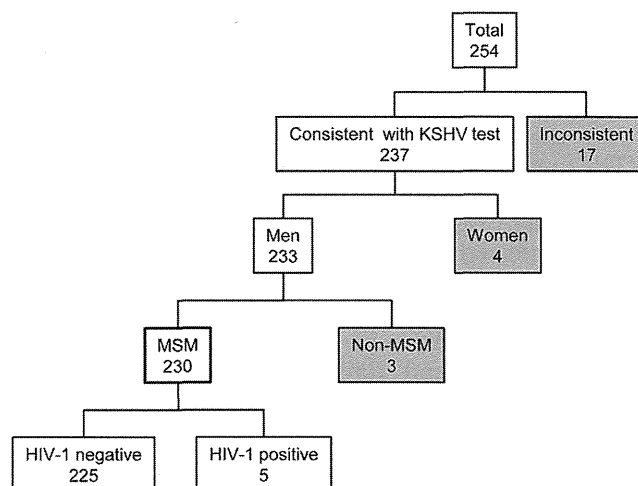 Total
254
Consistent with KSHV test
237
Inconsistent
17
Men
233
Women
4
MSM
230
Non-MSM
3
HIV-1 negative
225
HIV-1 positive
5